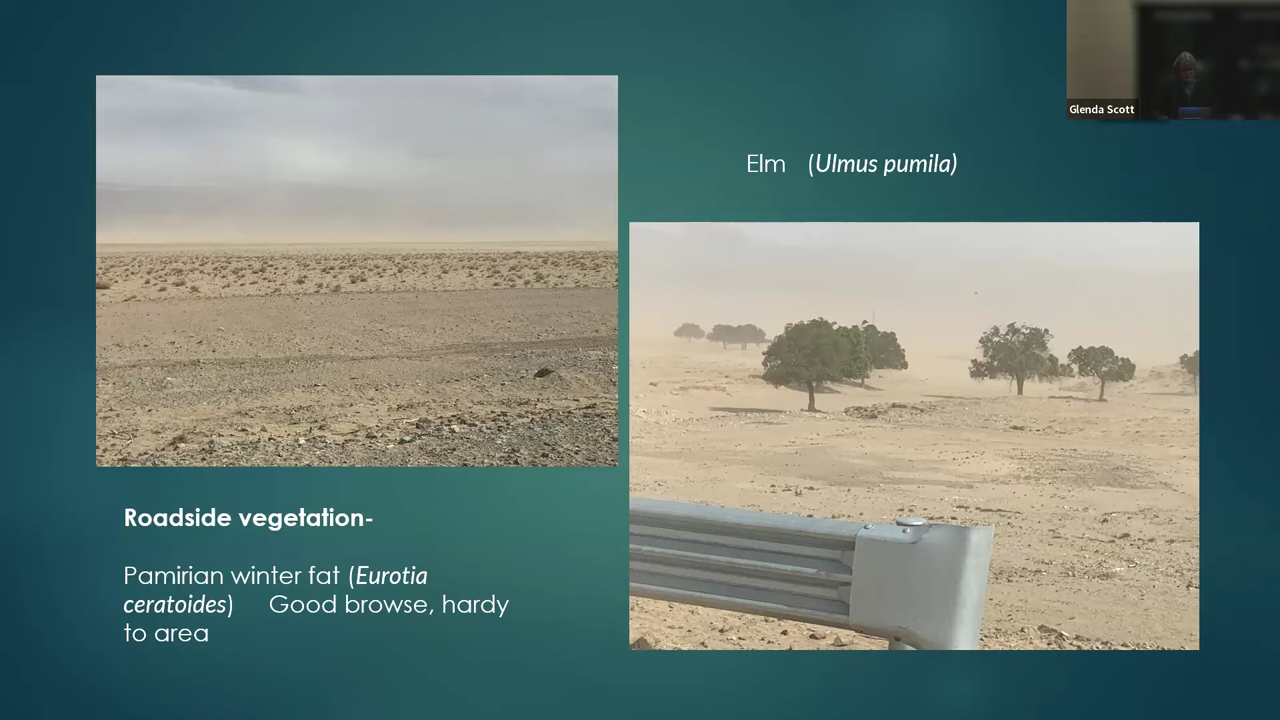 Glenda Scott
Elm (Ulmus pumila)
Roadside vegetation-
Pamirian winter fat (Eurotia
ceratoides) Good browse, hardy
to area